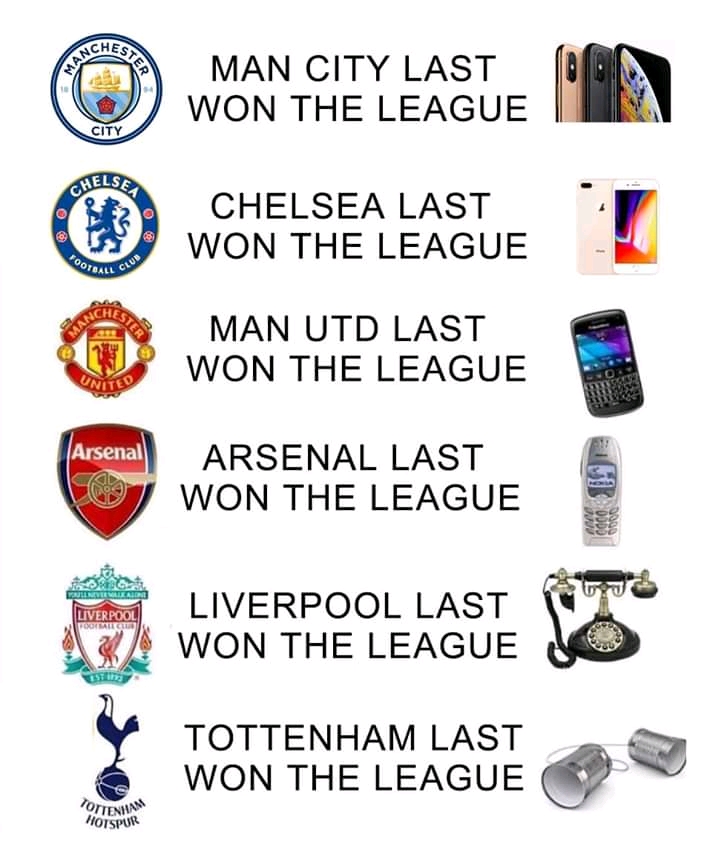 MANCHESTER
18 94
CITY
MAN CITY LAST
WON THE LEAGUE
CHELSEA
FOOTBALL CLUB
CHELSEA LAST
WON THE LEAGUE
MANCHESTER
UNITED
MAN UTD LAST
WON THE LEAGUE
Arsenal
ARSENAL LAST
WON THE LEAGUE
NOKIA
YOU'LL NEVER WALK ALONE
LIVERPOOL
FOOTBALL CLUB
EST·1892
LIVERPOOL LAST
WON THE LEAGUE
TOTTENHAM
HOTSPUR
TOTTENHAM LAST
WON THE LEAGUE